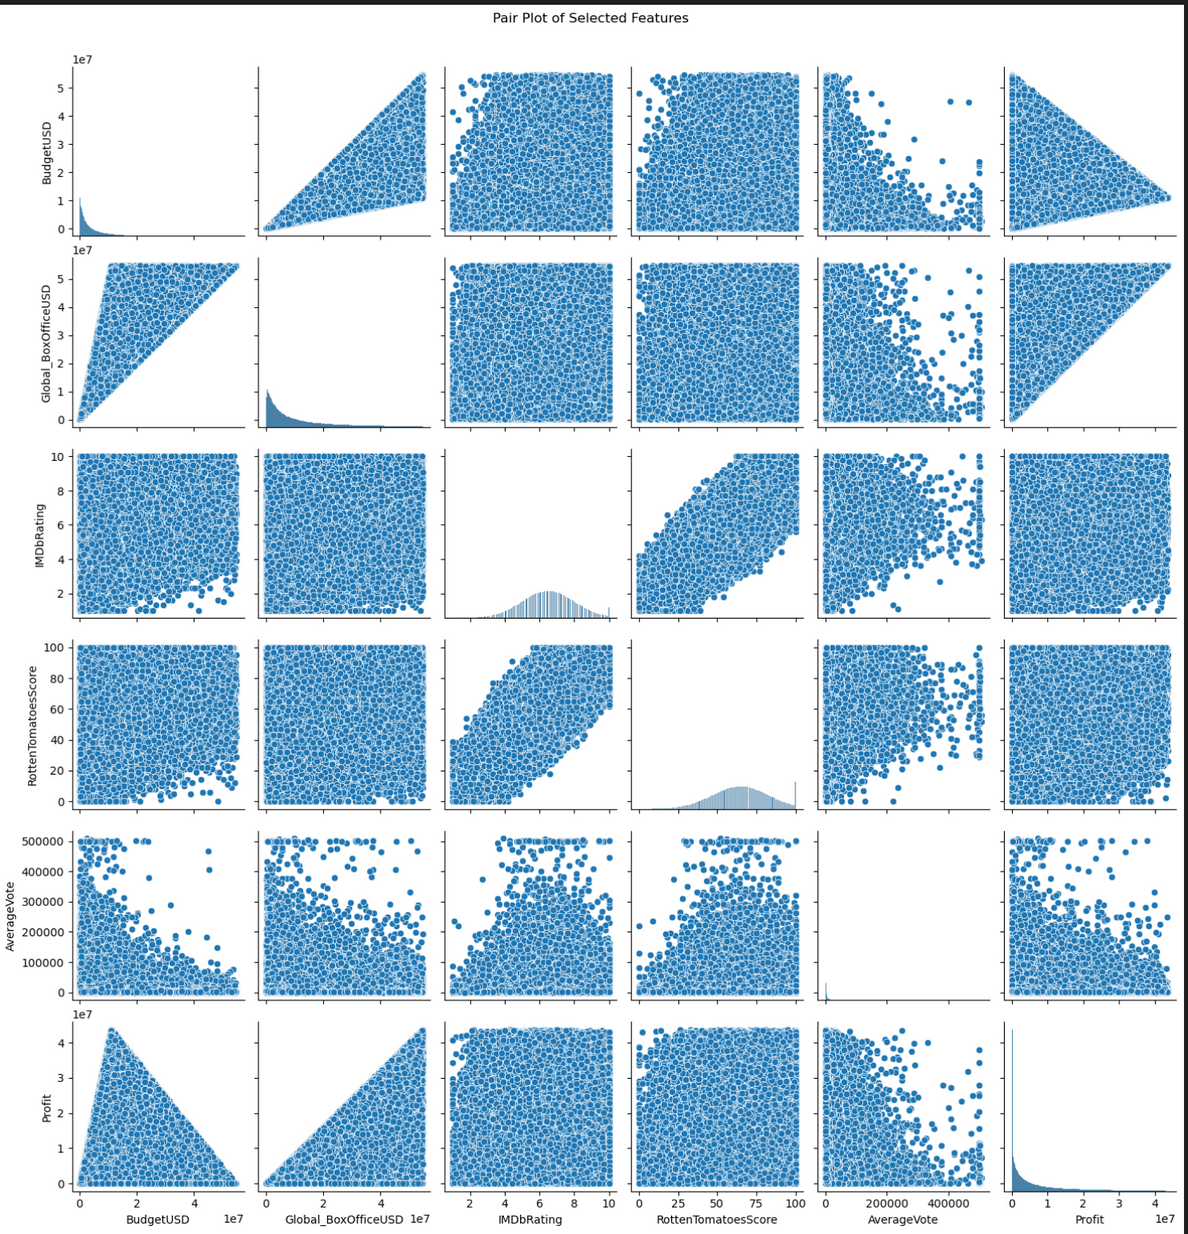 Pair Plot of Selected Features
1e7
BudgetUSD
5
4
3
2
1
0
1e7
Global_BoxOfficeUSD
5
4
3
2
1
0
IMDbRating
10
8
6
4
2
RottenTomatoesScore
100
80
60
40
20
0
AverageVote
500000
400000
300000
200000
100000
0
1e7
Profit
4
3
2
1
0
0 2 4 0 2 4 2 4 6 8 10 0 25 50 75 100 0 200000 400000 0 1 2 3 4
BudgetUSD 1e7 Global_BoxOfficeUSD 1e7 IMDbRating RottenTomatoesScore AverageVote Profit 1e7